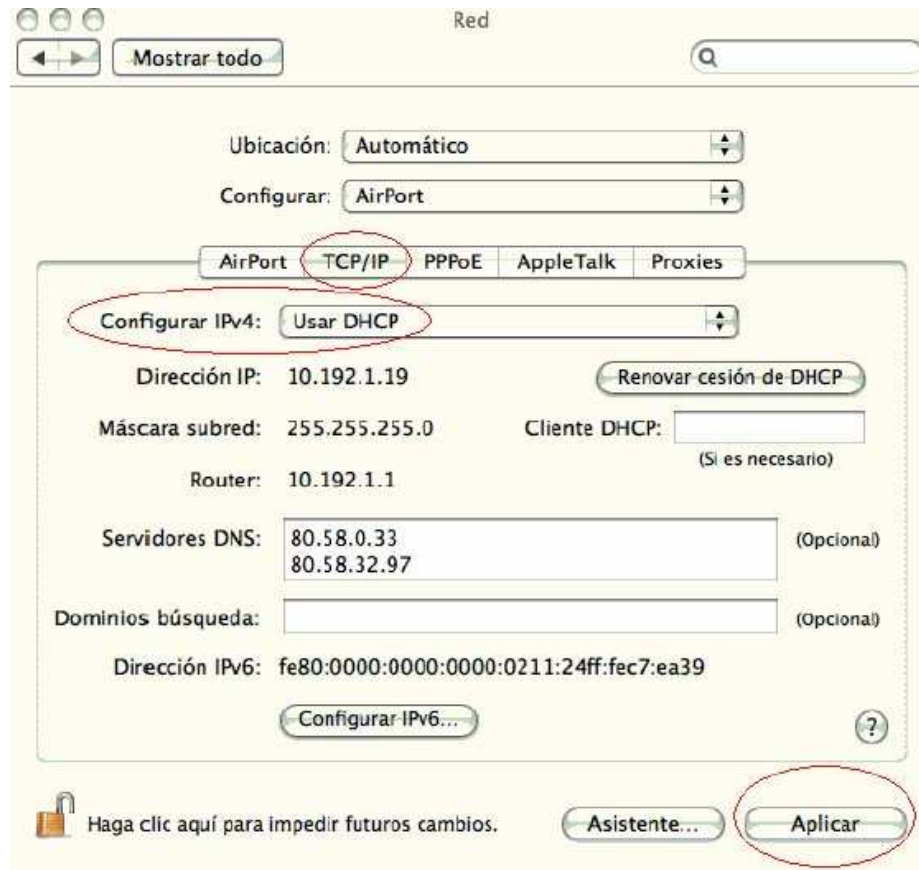 Red
Mostrar todo
Ubicación: Automático
Configurar: AirPort
AirPort TCP/IP PPPoE AppleTalk Proxies
Configurar IPv4: Usar DHCP
Dirección IP: 10.192.1.19 Renovar cesión de DHCP
Máscara subred: 255.255.255.0 Cliente DHCP:
(Si es necesario)
Router: 10.192.1.1
Servidores DNS: 80.58.0.33 (Opcional)
80.58.32.97
Dominios búsqueda: (Opcional)
Dirección IPv6: fe80:0000:0000:0000:0211:24ff:fec7:ea39
Configurar IPv6... ?
Haga clic aquí para impedir futuros cambios. Asistente... Aplicar